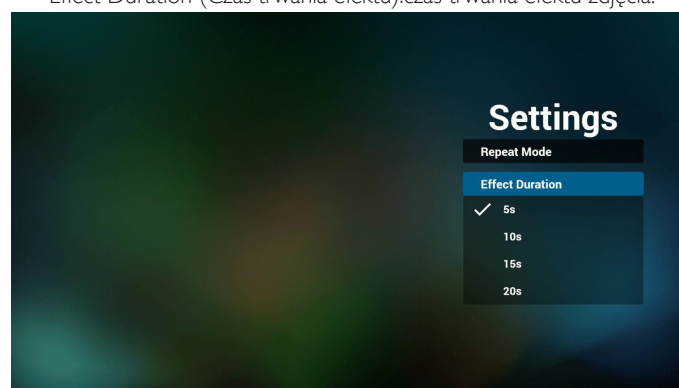 Effect Duration (Czas trwania efektu):czas trwania efektu zdjęcia.
Settings
Repeat Mode
Effect Duration
5s
10s
15s
20s